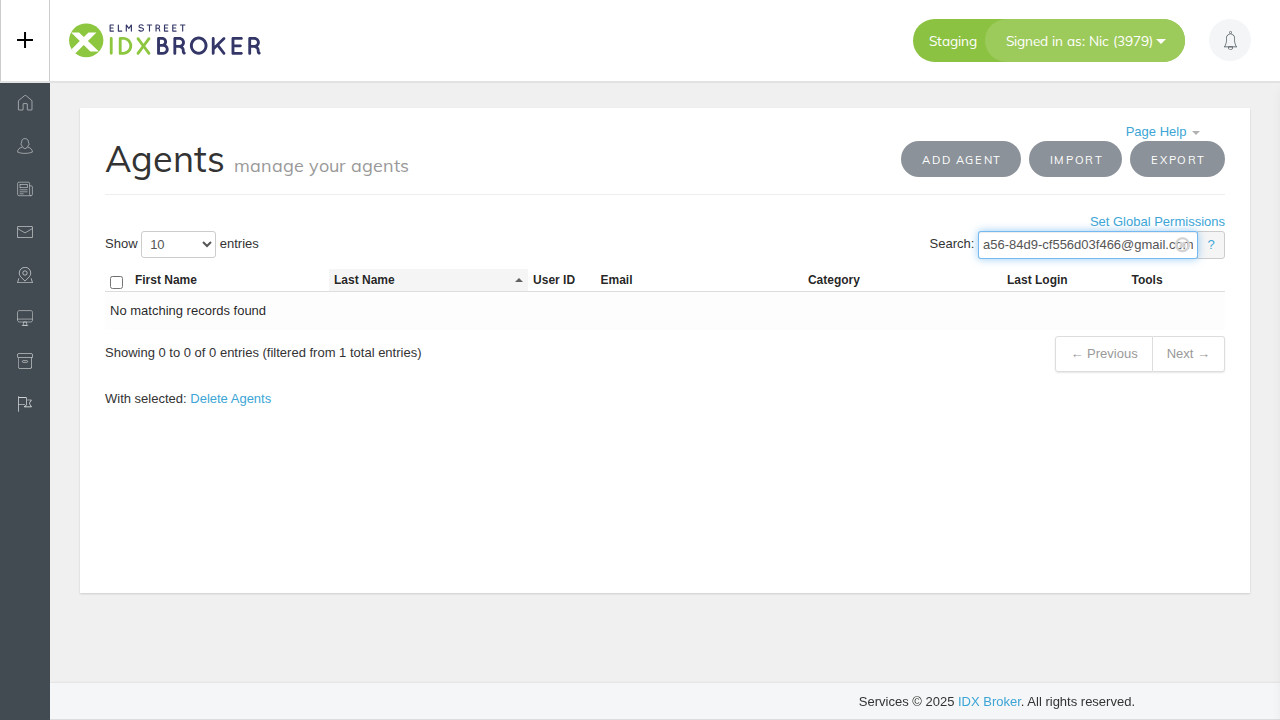 ELM STREET
IDXBROKER
Staging
Signed in as: Nic (3979)
Page Help
Agents manage your agents
ADD AGENT
IMPORT
EXPORT
Set Global Permissions
Show 10 entries
Search: a56-84d9-cf556d03f466@gmail.com ?
First Name Last Name User ID Email Category Last Login Tools
No matching records found
Showing 0 to 0 of 0 entries (filtered from 1 total entries)
← Previous Next →
With selected: Delete Agents
Services © 2025 IDX Broker. All rights reserved.